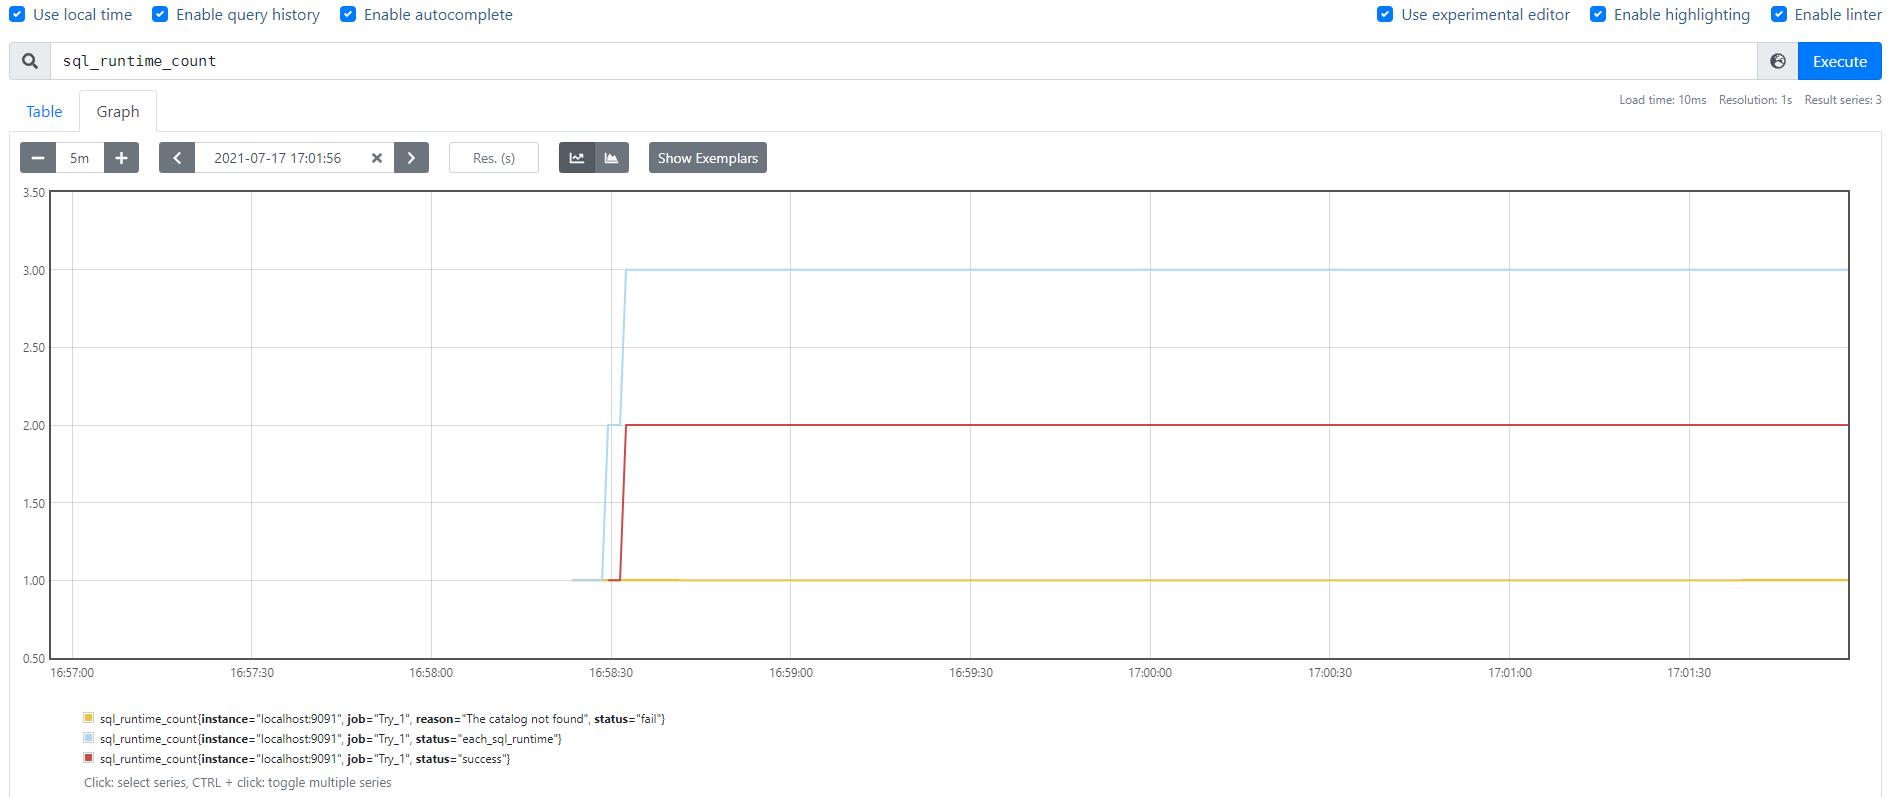 Use local time Enable query history Enable autocomplete Use experimental editor Enable highlighting Enable linter
sql_runtime_count Execute
Table Graph Load time: 10ms Resolution: 1s Result series: 3
5m 2021-07-17 17:01:56 Res. (s) Show Exemplars
3.50
3.00
2.50
2.00
1.50
1.00
0.50
16:57:00 16:57:30 16:58:00 16:58:30 16:59:00 16:59:30 17:00:00 17:00:30 17:01:00 17:01:30
sql_runtime_count{instance="localhost:9091", job="Try_1", reason="The catalog not found", status="fail"}
sql_runtime_count{instance="localhost:9091", job="Try_1", status="each_sql_runtime"}
sql_runtime_count{instance="localhost:9091", job="Try_1", status="success"}
Click: select series, CTRL + click: toggle multiple series